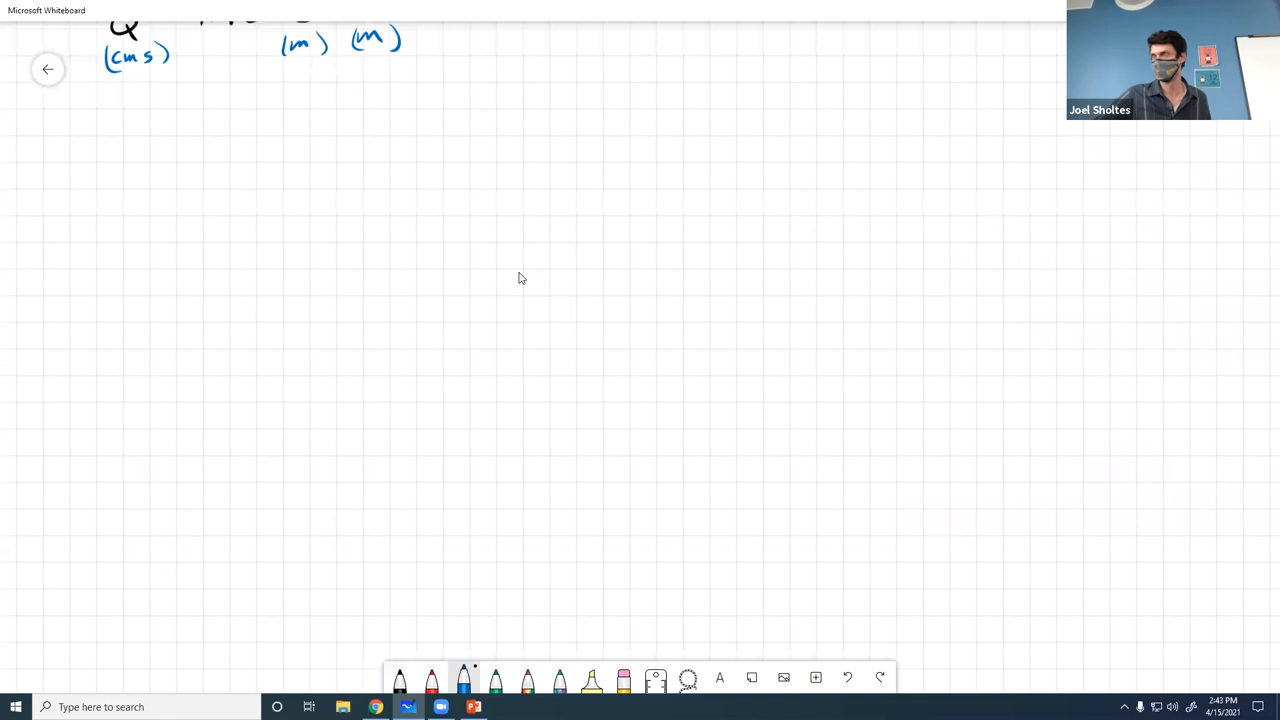 Microsoft Whiteboard
Q
(cms) (m) (m)
Joel Sholtes
A
Type here to search
2:43 PM
4/15/2021